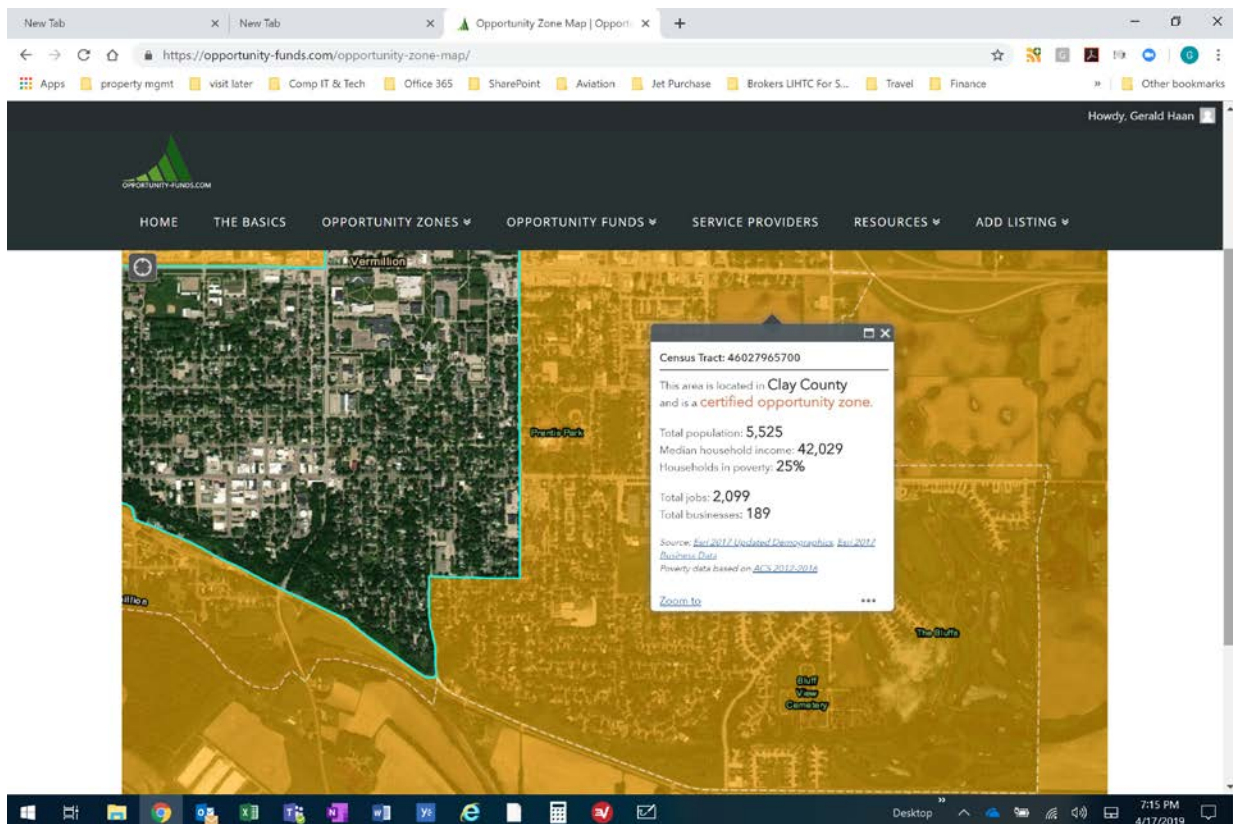 New Tab
New Tab
Opportunity Zone Map | Opport
https://opportunity-funds.com/opportunity-zone-map/
Apps property mgmt visit later Comp IT & Tech Office 365 SharePoint Aviation Jet Purchase Brokers LIHTC For S... Travel Finance » Other bookmarks
Howdy, Gerald Haan
OPPORTUNITY-FUNDS.COM
HOME THE BASICS OPPORTUNITY ZONES OPPORTUNITY FUNDS SERVICE PROVIDERS RESOURCES ADD LISTING
Vermillion
Census Tract: 46027965700
This area is located in Clay County
and is a certified opportunity zone.
Total population: 5,525
Median household income: 42,029
Households in poverty: 25%
Total jobs: 2,099
Total businesses: 189
Source: Esri 2017 Updated Demographics, Esri 2017
Business Data
Poverty data based on ACS 2012-2016
Zoom to
Prentis Park
illion
The Bluffs
Bluff
View
Cemetery
Desktop
7:15 PM
4/17/2019